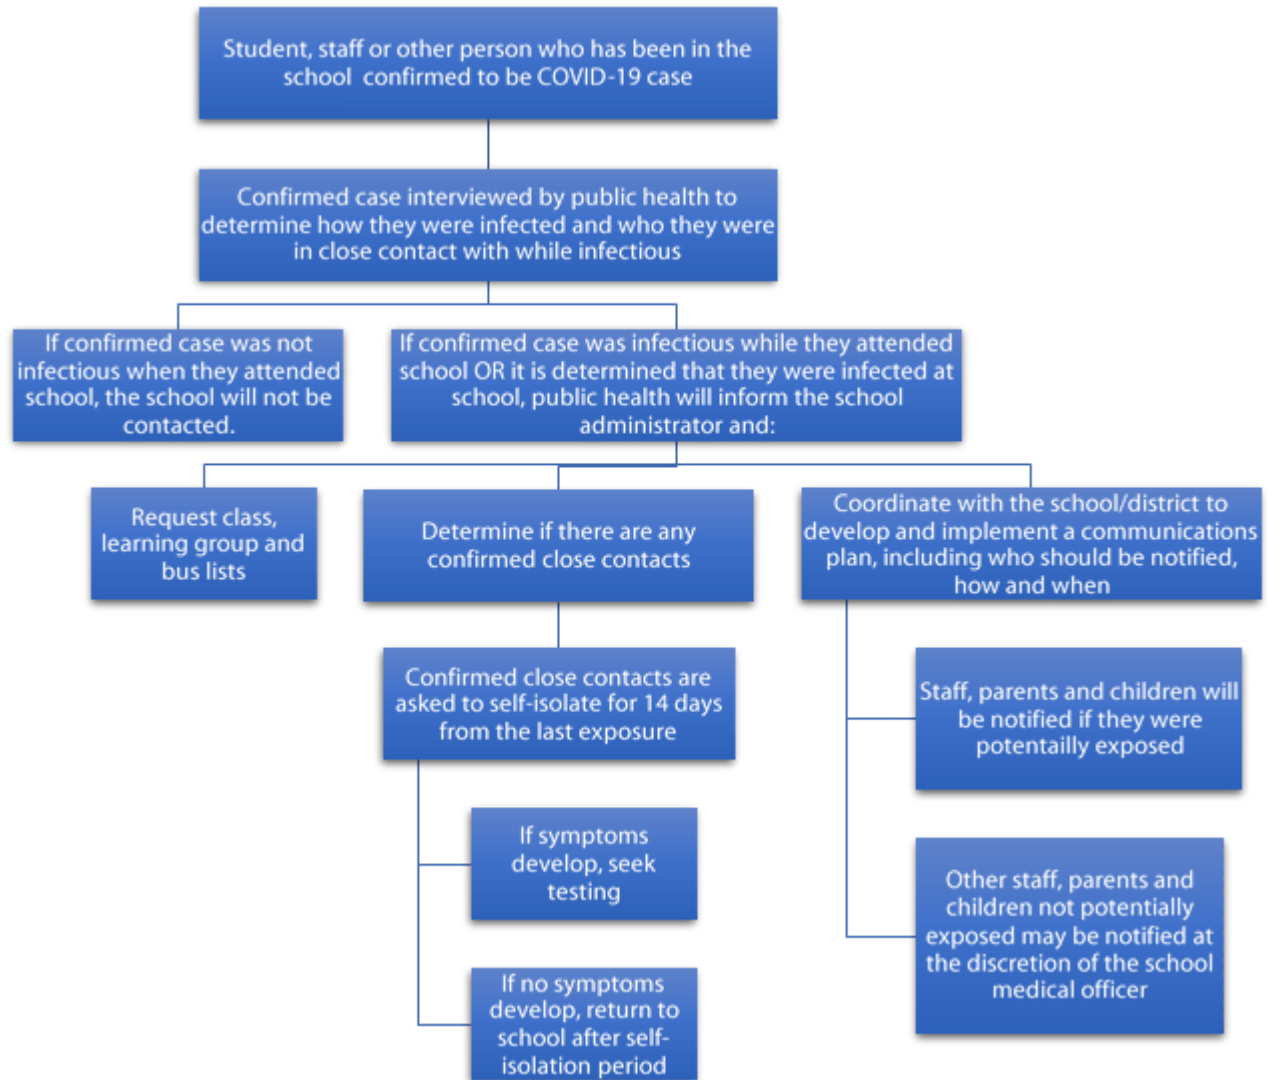 Student, staff or other person who has been in the
school confirmed to be COVID-19 case
Confirmed case interviewed by public health to
determine how they were infected and who they were
in close contact with while infectious
If confirmed case was not
infectious when they attended
school, the school will not be
contacted.
If confirmed case was infectious while they attended
school OR it is determined that they were infected at
school, public health will inform the school
administrator and:
Request class,
learning group and
bus lists
Determine if there are any
confirmed close contacts
Coordinate with the school/district to
develop and implement a communications
plan, including who should be notified,
how and when
Confirmed close contacts are
asked to self-isolate for 14 days
from the last exposure
Staff, parents and children will
be notified if they were
potentailly exposed
If symptoms
develop, seek
testing
Other staff, parents and
children not potentially
exposed may be notified at
the discretion of the school
medical officer
If no symptoms
develop, return to
school after self-
isolation period